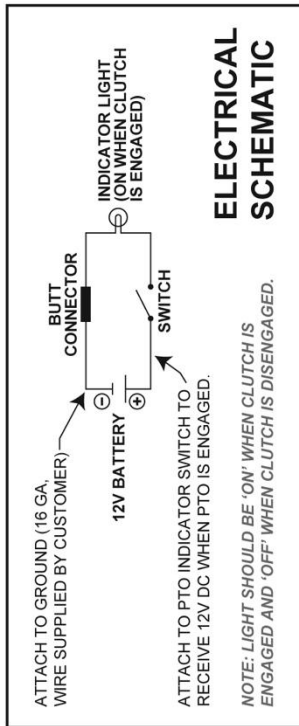 ATTACH TO GROUND (16 GA,
WIRE SUPPLIED BY CUSTOMER)
BUTT
CONNECTOR
INDICATOR LIGHT
(ON WHEN CLUTCH
IS ENGAGED)
12V BATTERY
SWITCH
ATTACH TO PTO INDICATOR SWITCH TO
RECEIVE 12V DC WHEN PTO IS ENGAGED.
ELECTRICAL
SCHEMATIC
NOTE: LIGHT SHOULD BE 'ON' WHEN CLUTCH IS
ENGAGED AND 'OFF' WHEN CLUTCH IS DISENGAGED.